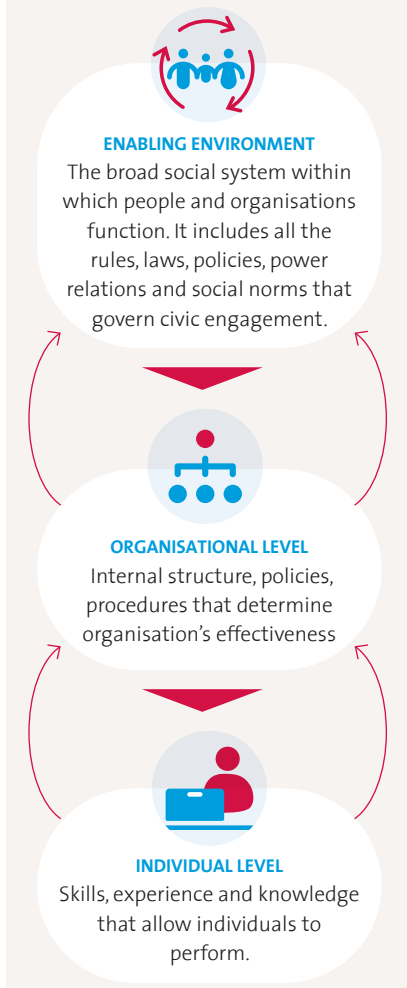 ENABLING ENVIRONMENT
The broad social system within
which people and organisations
function. It includes all the
rules, laws, policies, power
relations and social norms that
govern civic engagement.
ORGANISATIONAL LEVEL
Internal structure, policies,
procedures that determine
organisation’s effectiveness
INDIVIDUAL LEVEL
Skills, experience and knowledge
that allow individuals to
perform.